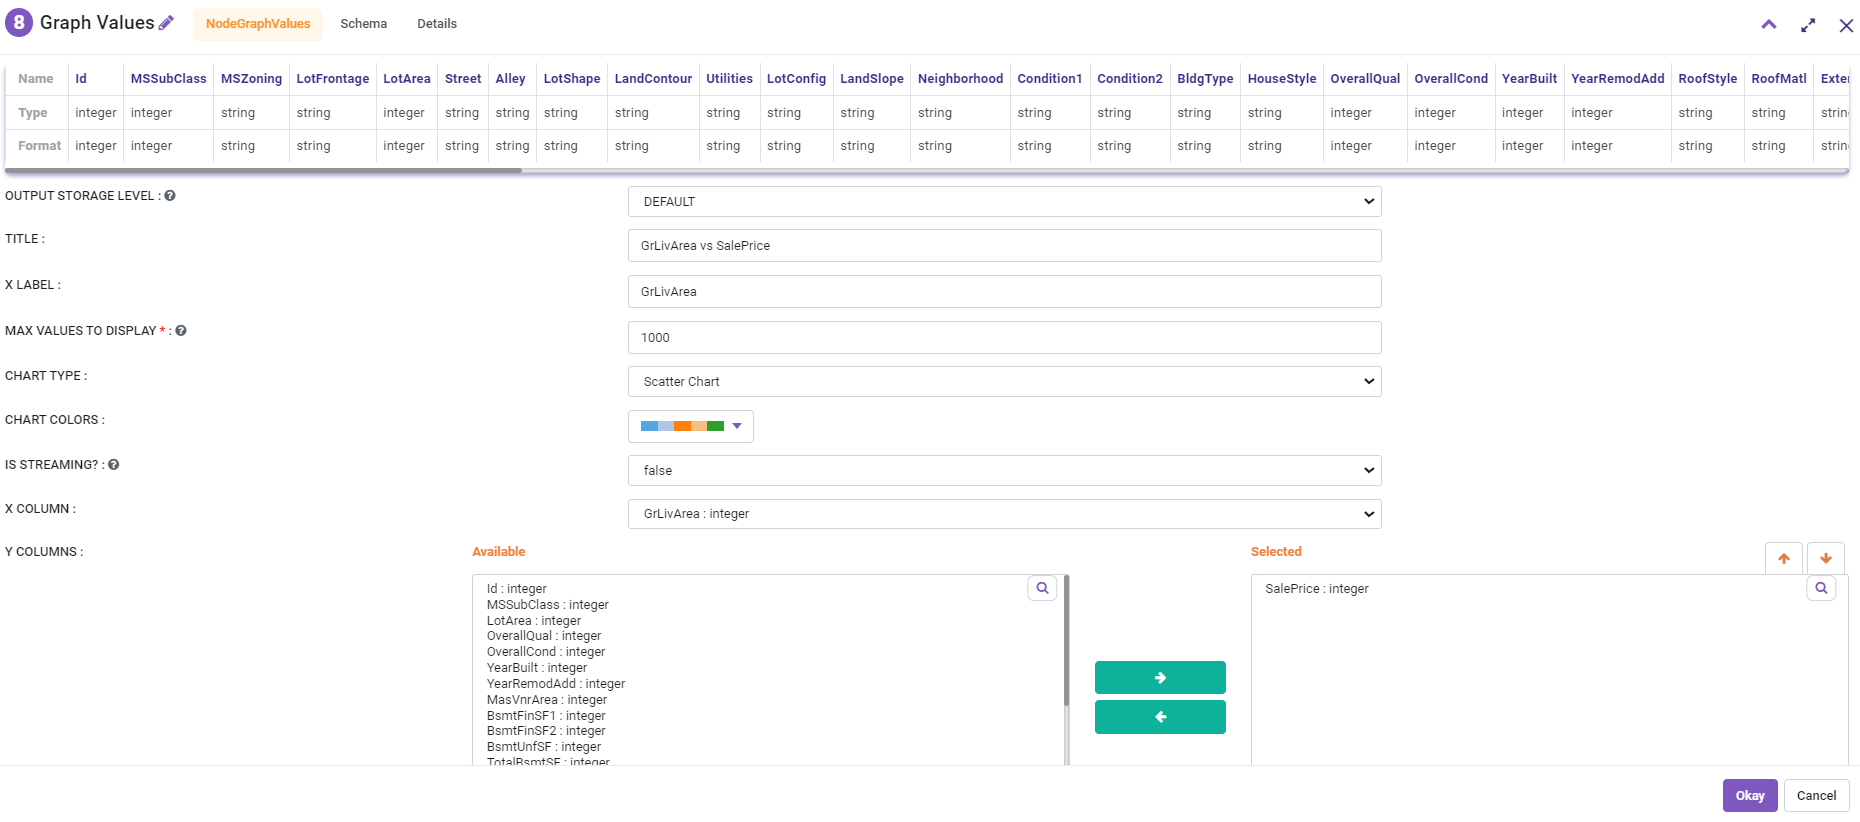 8 Graph Values NodeGraphValues Schema Details
Name Id MSSubClass MSZoning LotFrontage LotArea Street Alley LotShape LandContour Utilities LotConfig LandSlope Neighborhood Condition1 Condition2 BldgType HouseStyle OverallQual OverallCond YearBuilt YearRemodAdd RoofStyle RoofMatl Exter
Type integer integer string string integer string string string string string string string string string string string string integer integer integer integer string string strin
Format integer integer string string integer string string string string string string string string string string string string integer integer integer integer string string strin
OUTPUT STORAGE LEVEL : ? DEFAULT
TITLE : GrLivArea vs SalePrice
X LABEL : GrLivArea
MAX VALUES TO DISPLAY * : ? 1000
CHART TYPE : Scatter Chart
CHART COLORS :
IS STREAMING? : ? false
X COLUMN : GrLivArea : integer
Y COLUMNS : Available Selected
Id : integer SalePrice : integer
MSSubClass : integer
LotArea : integer
OverallQual : integer
OverallCond : integer
YearBuilt : integer
YearRemodAdd : integer
MasVnrArea : integer
BsmtFinSF1 : integer
BsmtFinSF2 : integer
BsmtUnfSF : integer
TotalBsmtSF : integer
Okay Cancel